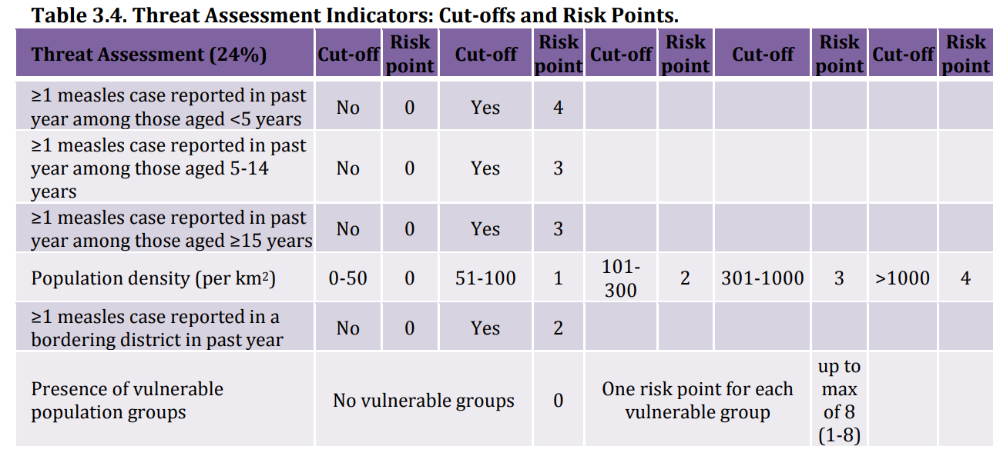 Table 3.4. Threat Assessment Indicators: Cut-offs and Risk Points.
Threat Assessment (24%) Cut-off Risk point Cut-off Risk point Cut-off Risk point Cut-off Risk point Cut-off Risk point
≥1 measles case reported in past
year among those aged <5 years
No 0 Yes 4
≥1 measles case reported in past
year among those aged 5-14
years
No 0 Yes 3
≥1 measles case reported in past
year among those aged ≥15 years
No 0 Yes 3
Population density (per km²) 0-50 0 51-100 1 101-300 2 301-1000 3 >1000 4
≥1 measles case reported in a
bordering district in past year
No 0 Yes 2
Presence of vulnerable
population groups
No vulnerable groups 0
One risk point for each
vulnerable group
up to
max
of 8
(1-8)